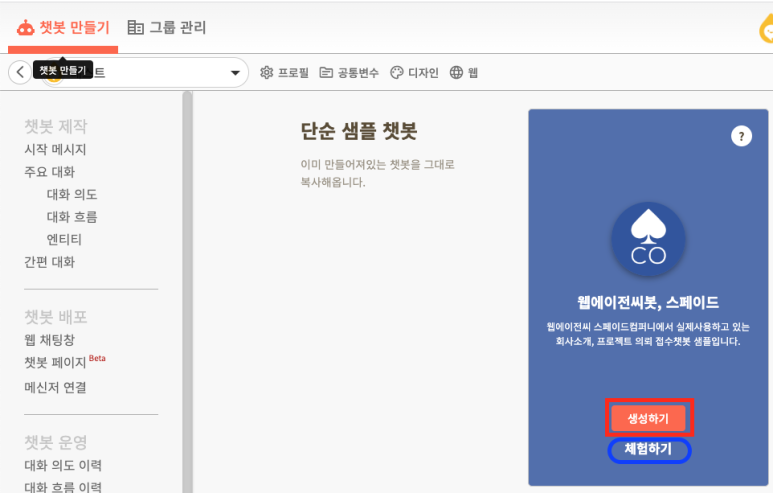 챗봇 만들기
그룹 관리
챗봇 만들기
트
프로필
공통변수
디자인
웹
챗봇 제작
시작 메시지
주요 대화
대화 의도
대화 흐름
엔티티
간편 대화
챗봇 배포
웹 채팅창
챗봇 페이지 Beta
메신저 연결
챗봇 운영
대화 의도 이력
대화 흐름 이력
단순 샘플 챗봇
이미 만들어져있는 챗봇을 그대로
복사해옵니다.
?
CO
웹에이전씨봇, 스페이드
웹에이전씨 스페이드컴퍼니에서 실제사용하고 있는
회사소개, 프로젝트 의뢰 접수챗봇 샘플입니다.
생성하기
체험하기